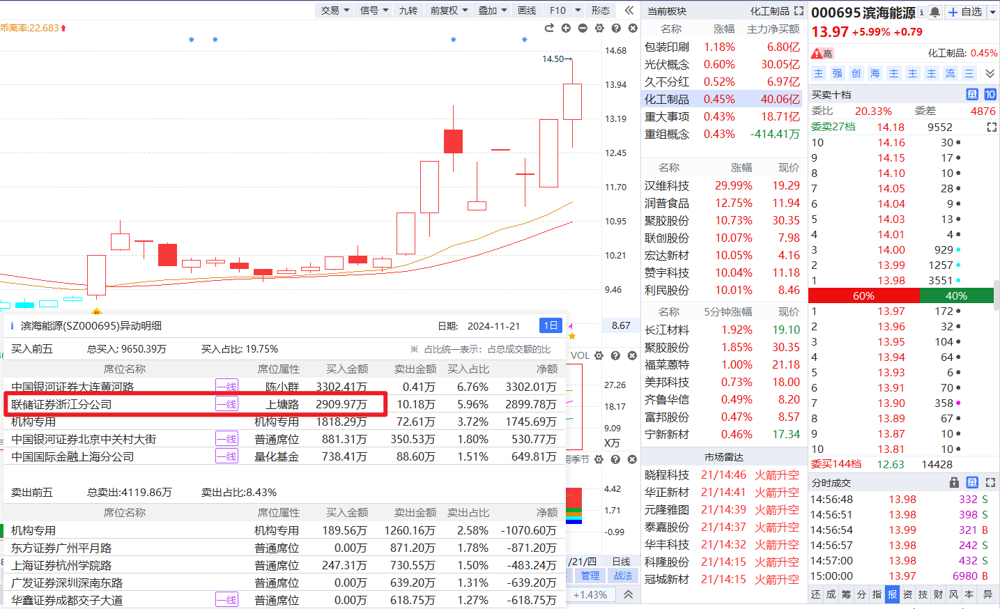 交易 信号 九转 前复权 叠加 画线 F10 形态
乖离率:22.683
14.68
14.50→
13.94
13.19
12.45
11.70
10.95
10.21
9.46
8.67
滨海能源(SZ000695)异动明细 日期: 2024-11-21 1日
买入前五 总买入: 9650.39万 买入占比: 19.75% ※ 占比统一表示：占总成交额的比
席位名称 席位属性 买入金额 卖出金额 买入占比 净额
中国银河证券大连黄河路 一线 陈小群 3302.41万 0.41万 6.76% 3302.01万
联储证券浙江分公司 一线 上塘路 2909.97万 10.18万 5.96% 2899.78万
机构专用 机构专用 1818.29万 72.61万 3.72% 1745.69万
中国银河证券北京中关村大街 一线 普通席位 881.31万 350.53万 1.80% 530.77万
中国国际金融上海分公司 一线 量化基金 738.41万 88.60万 1.51% 649.81万
卖出前五 总卖出:4119.86万 卖出占比:8.43%
席位名称 席位属性 买入金额 卖出金额 卖出占比 净额
机构专用 机构专用 189.56万 1260.16万 2.58% -1070.60万
东方证券广州平月路 普通席位 0.00万 871.20万 1.78% -871.20万
上海证券杭州学院路 普通席位 247.31万 730.55万 1.50% -483.24万
广发证券深圳深南东路 普通席位 0.00万 639.20万 1.31% -639.20万
华鑫证券成都交子大道 一线 普通席位 0.00万 618.75万 1.27% -618.75万
VOL
27.26
18.17
9.09
X万
季节
4.42
1.71
-0.99
/21/四 日线
管理 战法
+1.43%
当前板块 化工制品
名称 涨幅 主力净买额
包装印刷 1.18% 6.80亿
光伏概念 0.60% 30.05亿
久不分红 0.52% 6.97亿
化工制品 0.45% 40.06亿
重大事项 0.43% 18.71亿
重组概念 0.43% -414.41万
名称 涨幅 现价
汉维科技 29.99% 19.29
润普食品 12.75% 11.94
聚胶股份 10.73% 30.35
联创股份 10.07% 7.98
宏达新材 10.05% 4.16
赞宇科技 10.04% 11.18
利民股份 10.01% 8.46
名称 5分钟涨幅 现价
长江材料 1.92% 19.10
聚胶股份 1.85% 30.35
福莱蒽特 1.00% 21.18
美邦科技 0.73% 18.00
齐鲁华信 0.49% 8.20
富邦股份 0.47% 8.57
宁新新材 0.46% 17.34
市场雷达
晓程科技 21/14:46 火箭升空
华正新材 21/14:41 火箭升空
元隆雅图 21/14:39 火箭升空
泰嘉股份 21/14:37 火箭升空
华丰科技 21/14:32 火箭升空
科隆股份 21/14:15 火箭升空
冠城新材 21/14:15 火箭升空
000695 滨海能源 自选
13.97 +5.99% +0.79
高 化工制品: 0.45%
主 强 创 海 主 主 主 流 三
买卖十档 量 10
委比 20.33% 委差 4876
委卖27档 14.18 9552
10 14.16 30
9 14.15 17
8 14.10 10
7 14.05 28
6 14.04 9
5 14.03 13
4 14.01 4
3 14.00 929
2 13.99 1257
1 13.98 3551
60% 40%
1 13.97 172
2 13.96 32
3 13.95 104
4 13.94 64
5 13.93 6
6 13.91 70
7 13.90 358
8 13.89 67
9 13.87 10
10 13.81 10
委买144档 12.63 14428
分时成交 量
14:56:48 13.98 332 S
14:56:51 13.98 398 S
14:56:54 13.99 321 B
14:56:57 13.98 242 S
14:57:00 13.98 432 S
15:00:00 13.97 6980 B
还 成 筹 分 指 报 资 技 财 风 本 异